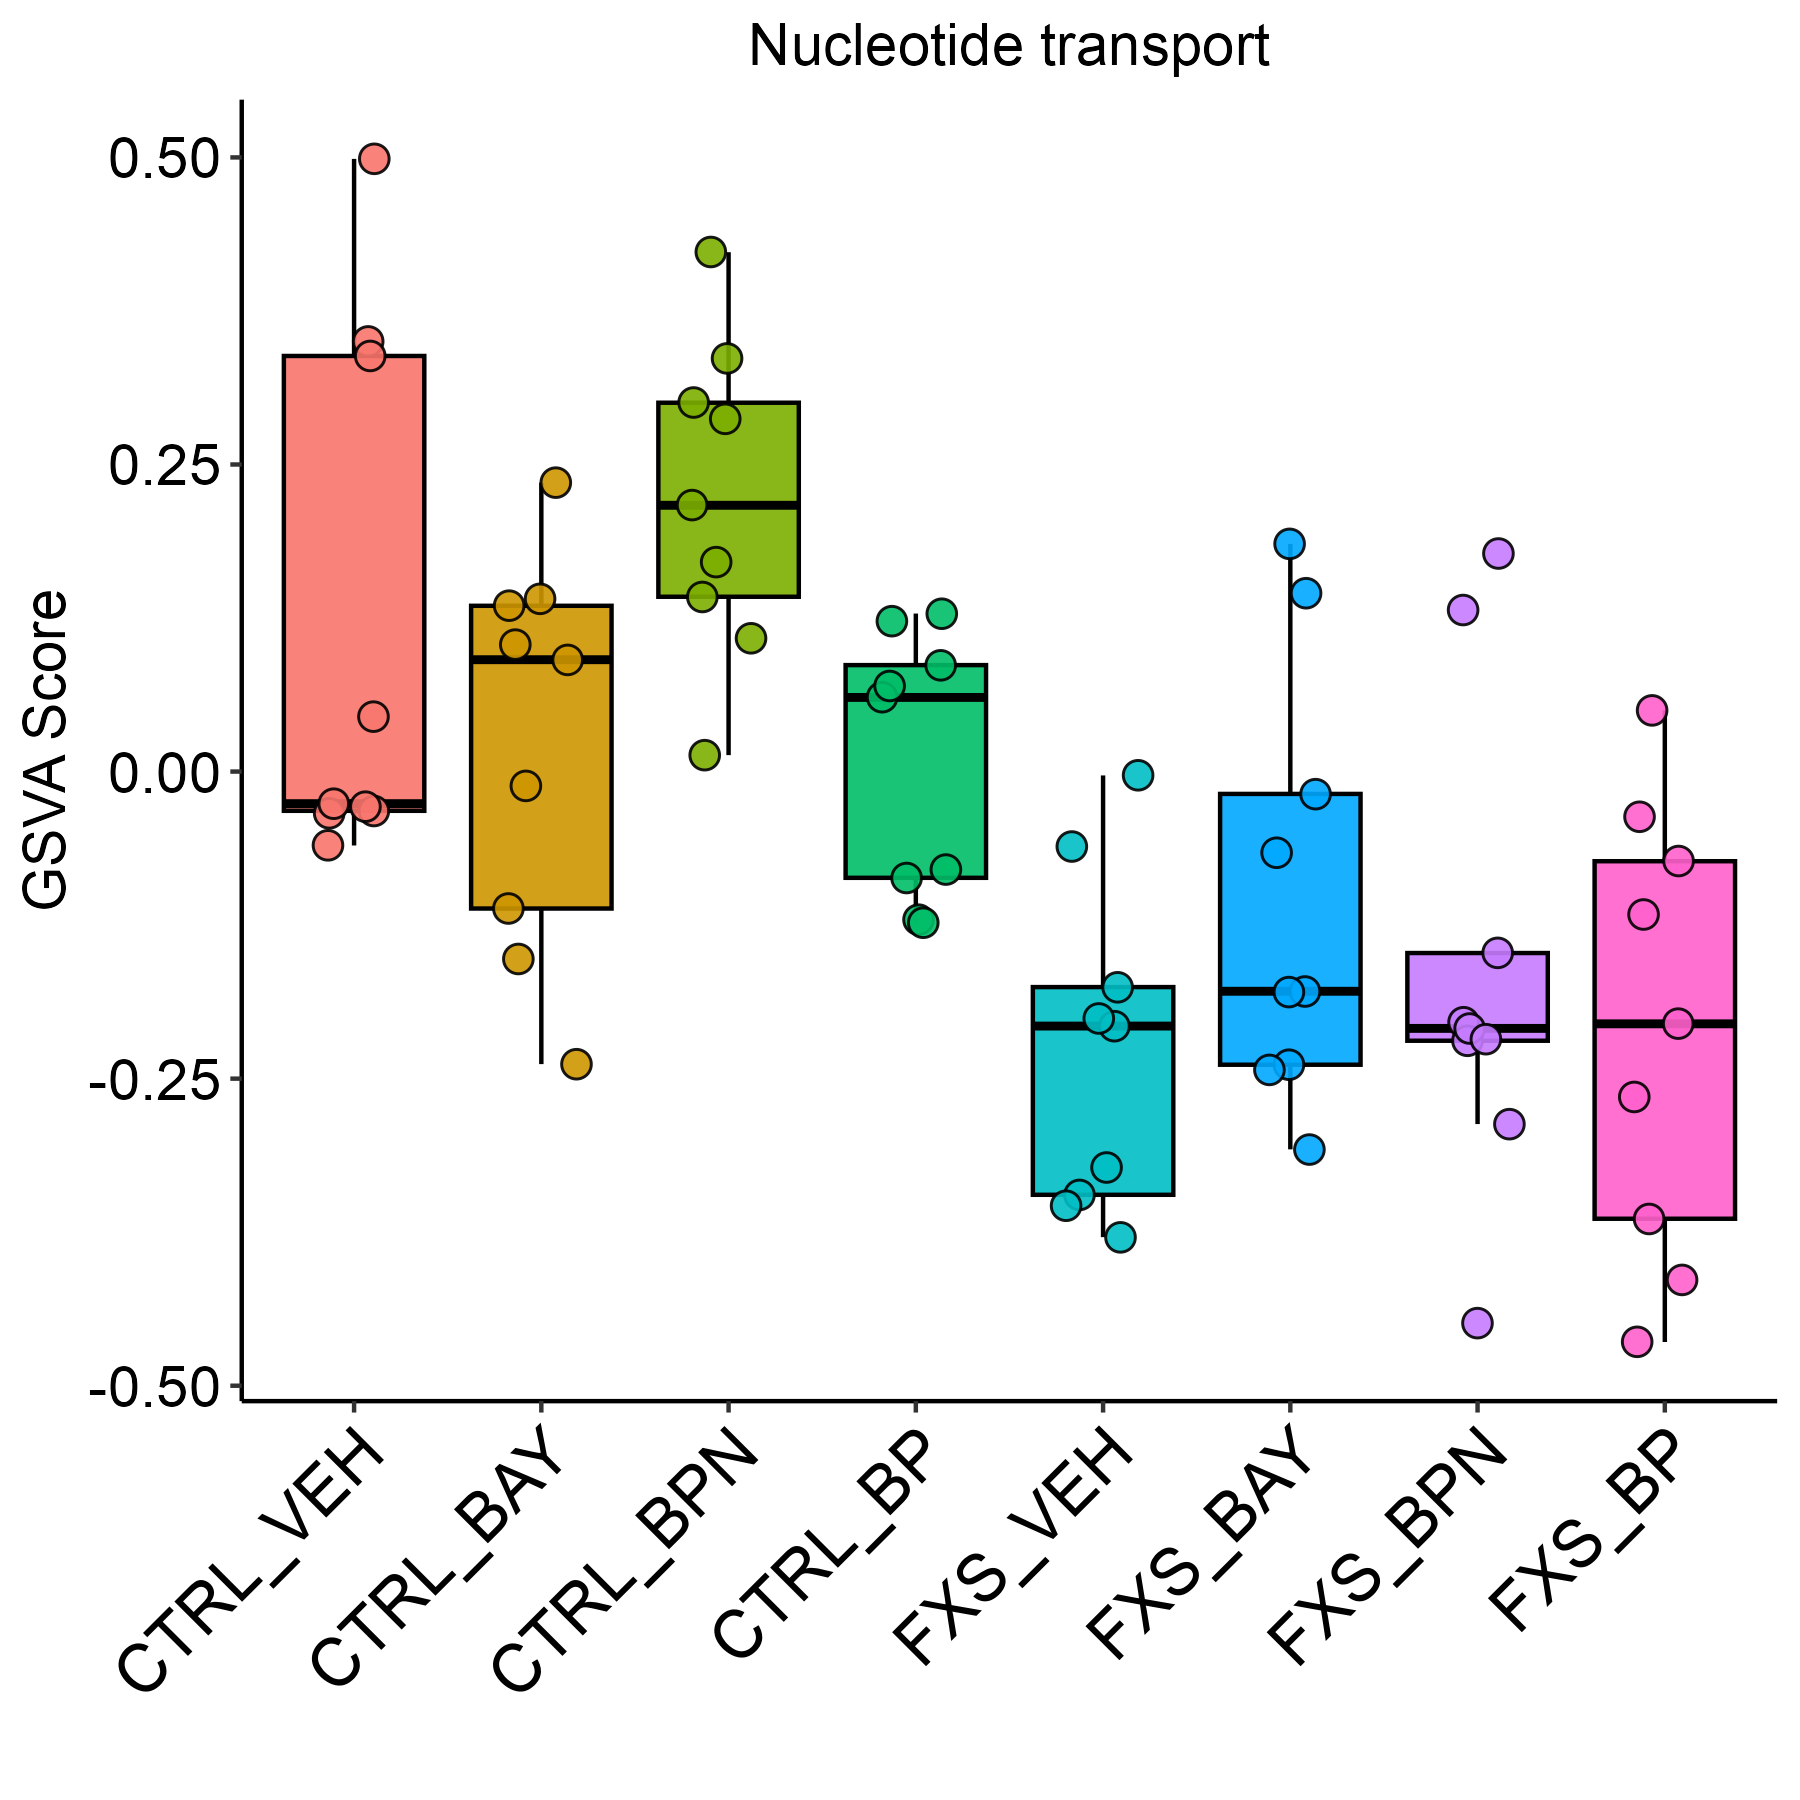 Nucleotide transport
GSVA Score
0.50
0.25
0.00
-0.25
-0.50
CTRL_VEH
CTRL_BAY
CTRL_BPN
CTRL_BP
FXS_VEH
FXS_BAY
FXS_BPN
FXS_BP